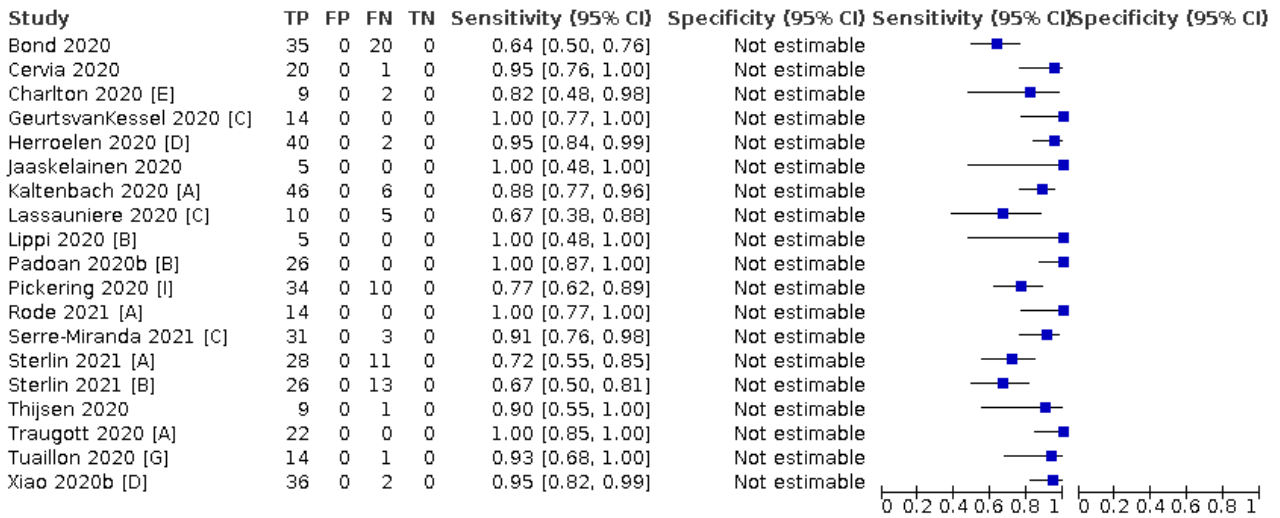 Study TP FP FN TN Sensitivity (95% CI) Specificity (95% CI) Sensitivity (95% CI) Specificity (95% CI)
Bond 2020 35 0 20 0 0.64 [0.50, 0.76] Not estimable
Cervia 2020 20 0 1 0 0.95 [0.76, 1.00] Not estimable
Charlton 2020 [E] 9 0 2 0 0.82 [0.48, 0.98] Not estimable
GeurtsvanKessel 2020 [C] 14 0 0 0 1.00 [0.77, 1.00] Not estimable
Herroelen 2020 [D] 40 0 2 0 0.95 [0.84, 0.99] Not estimable
Jaaskelainen 2020 5 0 0 0 1.00 [0.48, 1.00] Not estimable
Kaltenbach 2020 [A] 46 0 6 0 0.88 [0.77, 0.96] Not estimable
Lassauniere 2020 [C] 10 0 5 0 0.67 [0.38, 0.88] Not estimable
Lippi 2020 [B] 5 0 0 0 1.00 [0.48, 1.00] Not estimable
Padoan 2020b [B] 26 0 0 0 1.00 [0.87, 1.00] Not estimable
Pickering 2020 [I] 34 0 10 0 0.77 [0.62, 0.89] Not estimable
Rode 2021 [A] 14 0 0 0 1.00 [0.77, 1.00] Not estimable
Serre-Miranda 2021 [C] 31 0 3 0 0.91 [0.76, 0.98] Not estimable
Sterlin 2021 [A] 28 0 11 0 0.72 [0.55, 0.85] Not estimable
Sterlin 2021 [B] 26 0 13 0 0.67 [0.50, 0.81] Not estimable
Thijsen 2020 9 0 1 0 0.90 [0.55, 1.00] Not estimable
Traugott 2020 [A] 22 0 0 0 1.00 [0.85, 1.00] Not estimable
Tuaillon 2020 [G] 14 0 1 0 0.93 [0.68, 1.00] Not estimable
Xiao 2020b [D] 36 0 2 0 0.95 [0.82, 0.99] Not estimable
0 0.2 0.4 0.6 0.8 1 0 0.2 0.4 0.6 0.8 1